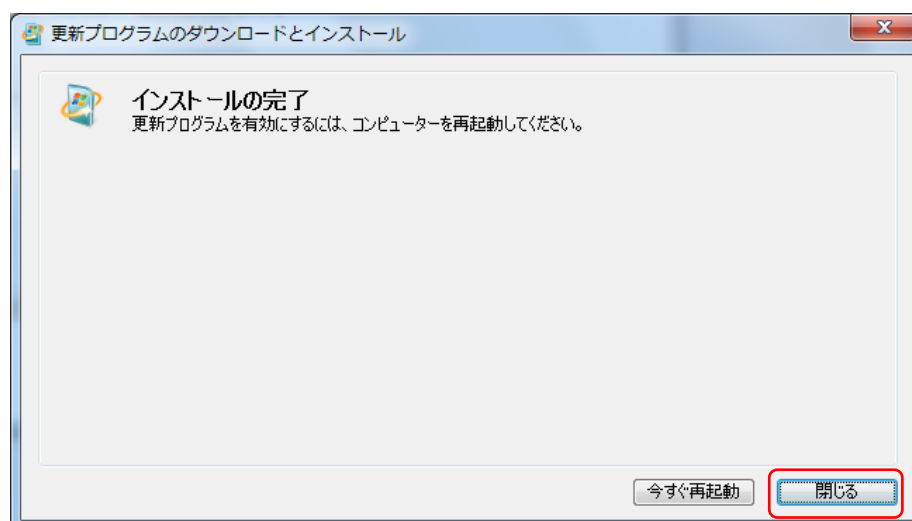 更新プログラムのダウンロードとインストール
インストールの完了
更新プログラムを有効にするには、コンピューターを再起動してください。
今すぐ再起動
閉じる